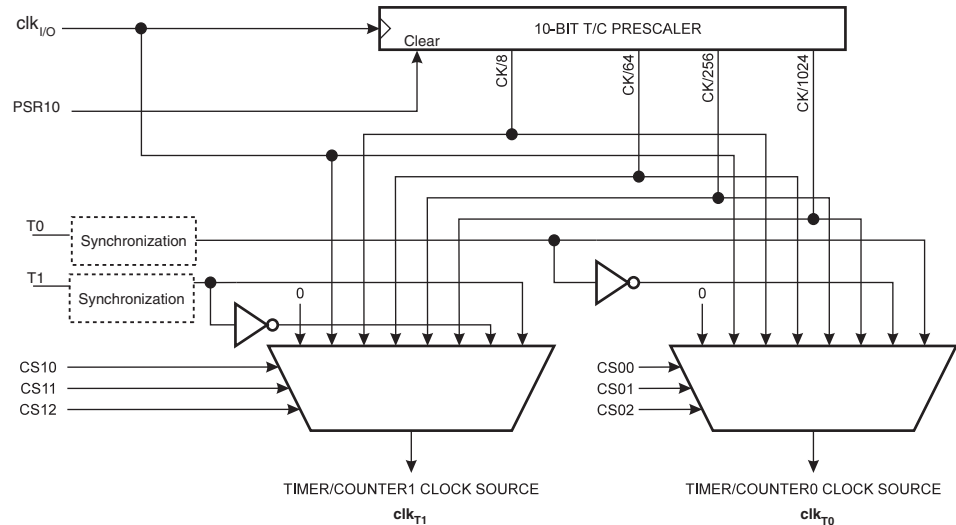 clkI/O
10-BIT T/C PRESCALER
Clear
CK/8
CK/64
CK/256
CK/1024
PSR10
T0
Synchronization
T1
Synchronization
0
0
CS10
CS11
CS12
CS00
CS01
CS02
TIMER/COUNTER1 CLOCK SOURCE
clkT1
TIMER/COUNTER0 CLOCK SOURCE
clkT0